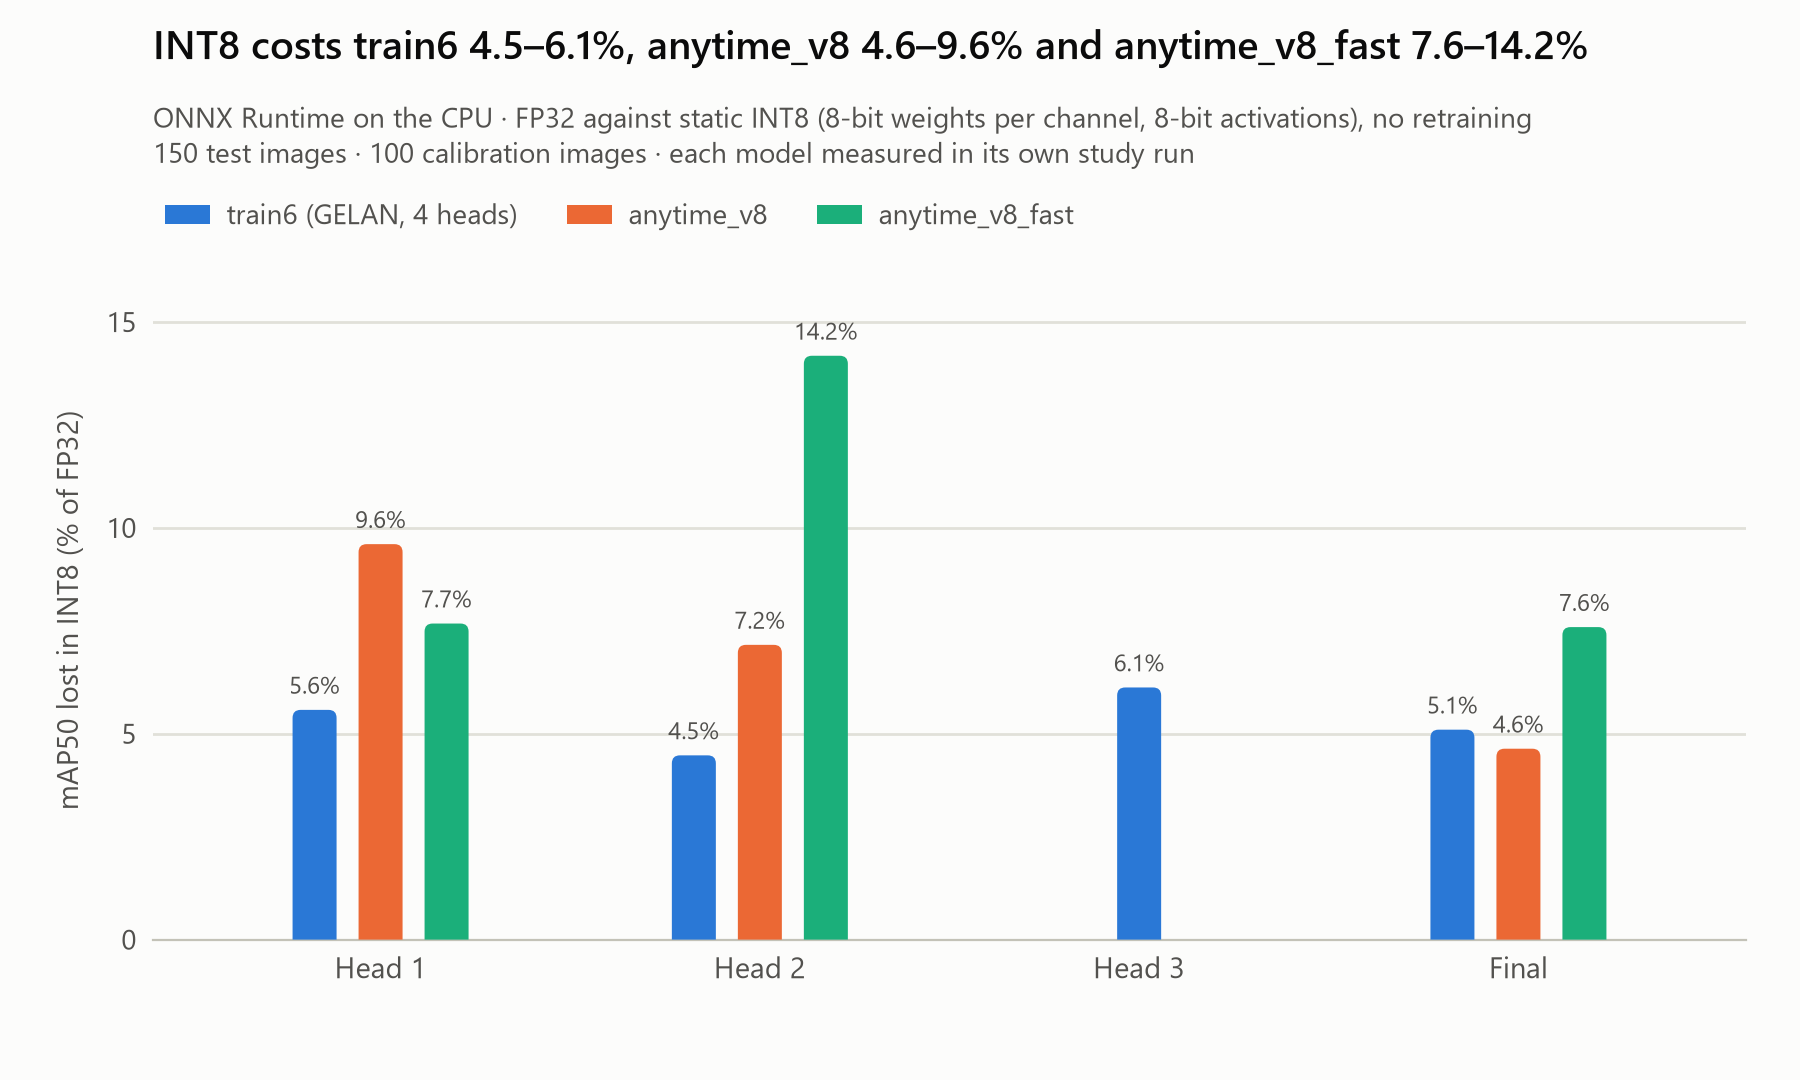 INT8 costs train6 4.5–6.1%, anytime_v8 4.6–9.6% and anytime_v8_fast 7.6–14.2%
ONNX Runtime on the CPU · FP32 against static INT8 (8-bit weights per channel, 8-bit activations), no retraining
150 test images · 100 calibration images · each model measured in its own study run
train6 (GELAN, 4 heads)
anytime_v8
anytime_v8_fast
mAP50 lost in INT8 (% of FP32)
15
10
5
0
5.6%
9.6%
7.7%
4.5%
7.2%
14.2%
6.1%
5.1%
4.6%
7.6%
Head 1
Head 2
Head 3
Final